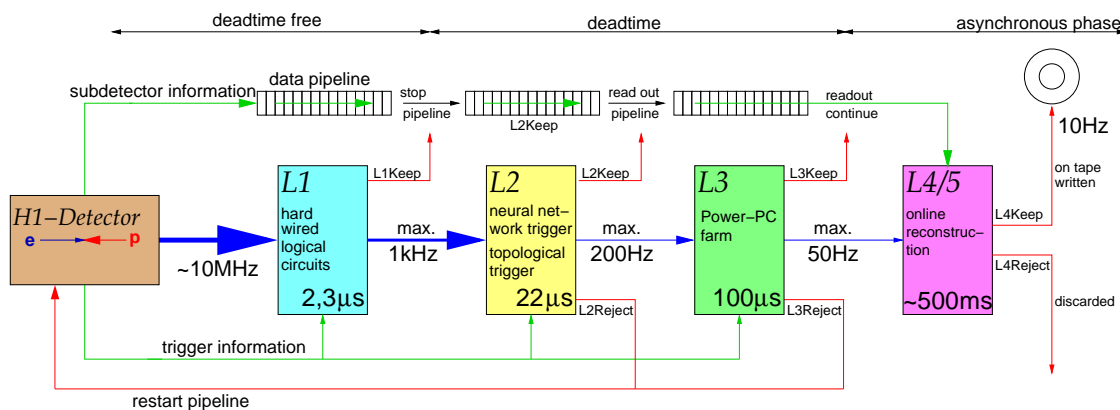 deadtime free
deadtime
asynchronous phase
data pipeline
subdetector information
stop
pipeline
L2Keep
read out
pipeline
readout
continue
10Hz
L1
L1Keep
hard
wired
logical
circuits
2,3µs
L2
L2Keep
neural net–
work trigger
topological
trigger
22µs
L3
L3Keep
Power–PC
farm
100µs
L4/5
online
reconstruc–
tion
~500ms
on tape
written
L4Keep
L4Reject
discarded
H1–Detector
e
p
~10MHz
max.
1kHz
max.
200Hz
max.
50Hz
L2Reject
L3Reject
trigger information
restart pipeline